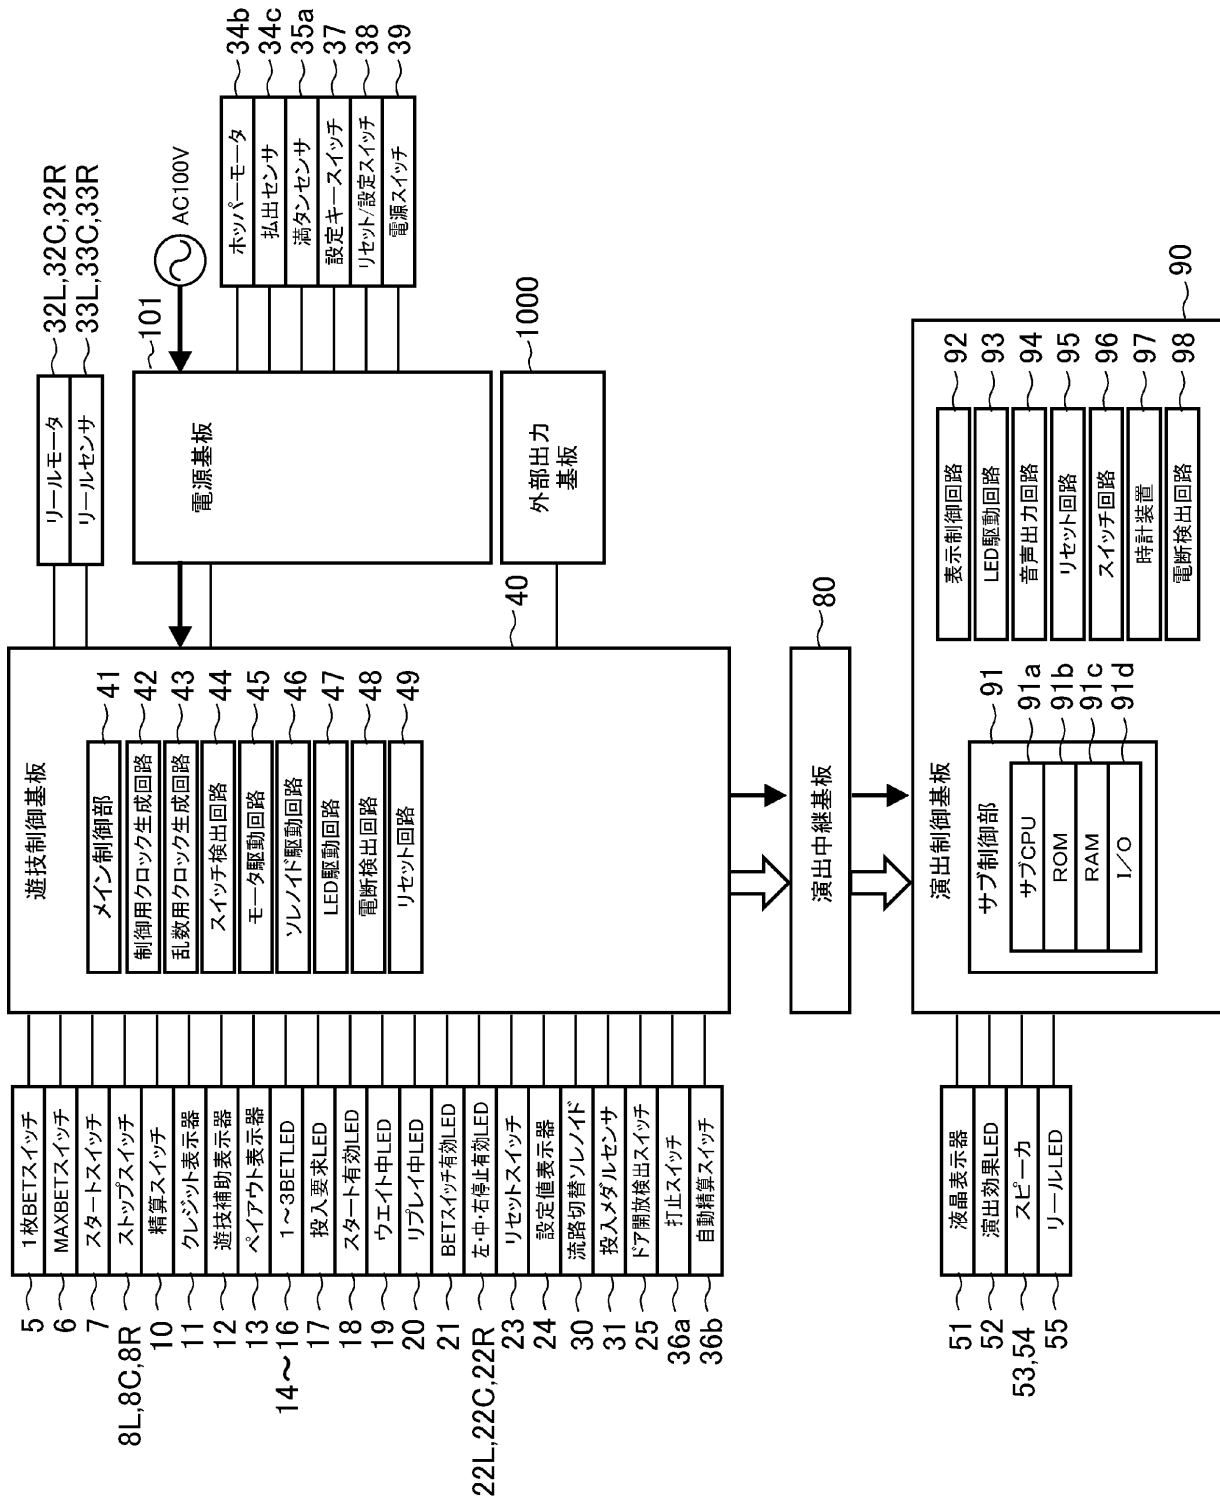 1枚BETスイッチ
5
MAXBETスイッチ
6
スタートスイッチ
7
ストップスイッチ
8L,8C,8R
精算スイッチ
10
クレジット表示器
11
遊技補助表示器
12
ペイアウト表示器
13
1～3BETLED
14～16
投入要求LED
17
スタート有効LED
18
ウエイト中LED
19
リプレイ中LED
20
BETスイッチ有効LED
21
左・中・右停止有効LED
22L,22C,22R
リセットスイッチ
23
設定値表示器
24
流路切替ソレノイド
30
投入メダルセンサ
31
ドア開放検出スイッチ
25
打止スイッチ
36a
自動精算スイッチ
36b
遊技制御基板
40
メイン制御部
41
制御用クロック生成回路
42
乱数用クロック生成回路
43
スイッチ検出回路
44
モータ駆動回路
45
ソレノイド駆動回路
46
LED駆動回路
47
電断検出回路
48
リセット回路
49
リールモータ
32L,32C,32R
リールセンサ
33L,33C,33R
電源基板
101
AC100V
ホッパーモータ
34b
払出センサ
34c
満タンセンサ
35a
設定キースイッチ
37
リセット/設定スイッチ
38
電源スイッチ
39
外部出力
基板
1000
演出中継基板
80
演出制御基板
90
サブ制御部
91
サブCPU
91a
ROM
91b
RAM
91c
I/O
91d
表示制御回路
92
LED駆動回路
93
音声出力回路
94
リセット回路
95
スイッチ回路
96
時計装置
97
電断検出回路
98
液晶表示器
51
演出効果LED
52
スピーカ
53,54
リールLED
55